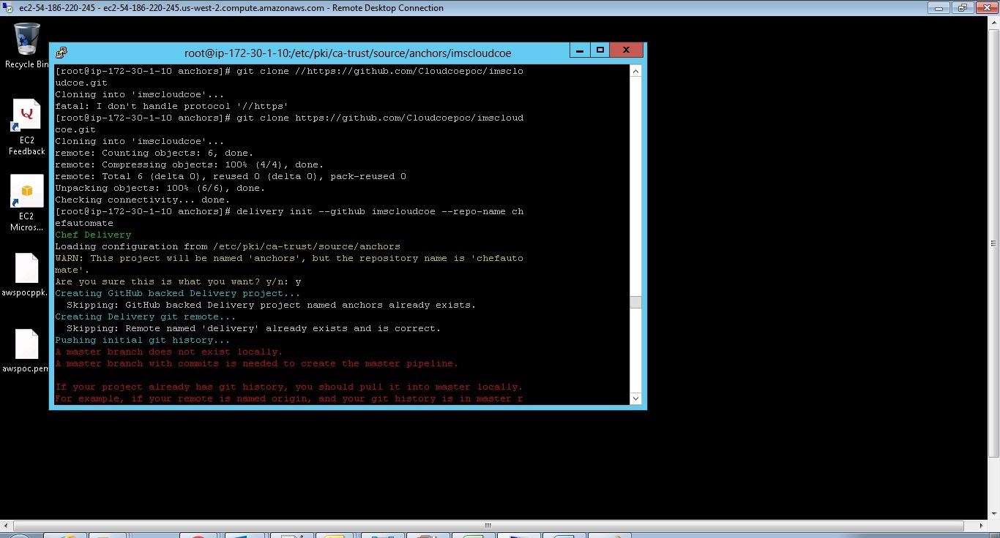 ec2-54-186-220-245 - ec2-54-186-220-245.us-west-2.compute.amazonaws.com - Remote Desktop Connection
Recycle Bin
EC2
Feedback
EC2
Micros...
awspocppk.
awspoc.pem
root@ip-172-30-1-10:/etc/pki/ca-trust/source/anchors/imscloudcoe
[root@ip-172-30-1-10 anchors]# git clone //https://github.com/Cloudcoepoc/imsclo
udcoe.git
Cloning into 'imscloudcoe'...
fatal: I don't handle protocol '//https'
[root@ip-172-30-1-10 anchors]# git clone https://github.com/Cloudcoepoc/imscloud
coe.git
Cloning into 'imscloudcoe'...
remote: Counting objects: 6, done.
remote: Compressing objects: 100% (4/4), done.
remote: Total 6 (delta 0), reused 0 (delta 0), pack-reused 0
Unpacking objects: 100% (6/6), done.
Checking connectivity... done.
[root@ip-172-30-1-10 anchors]# delivery init --github imscloudcoe --repo-name ch
efautomate
Chef Delivery
Loading configuration from /etc/pki/ca-trust/source/anchors
WARN: This project will be named 'anchors', but the repository name is 'chefauto
mate'.
Are you sure this is what you want? y/n: y
Creating GitHub backed Delivery project...
Skipping: GitHub backed Delivery project named anchors already exists.
Creating Delivery git remote...
Skipping: Remote named 'delivery' already exists and is correct.
Pushing initial git history...
A master branch does not exist locally.
A master branch with commits is needed to create the master pipeline.
If your project already has git history, you should pull it into master locally.
For example, if your remote is named origin, and your git history is in master r